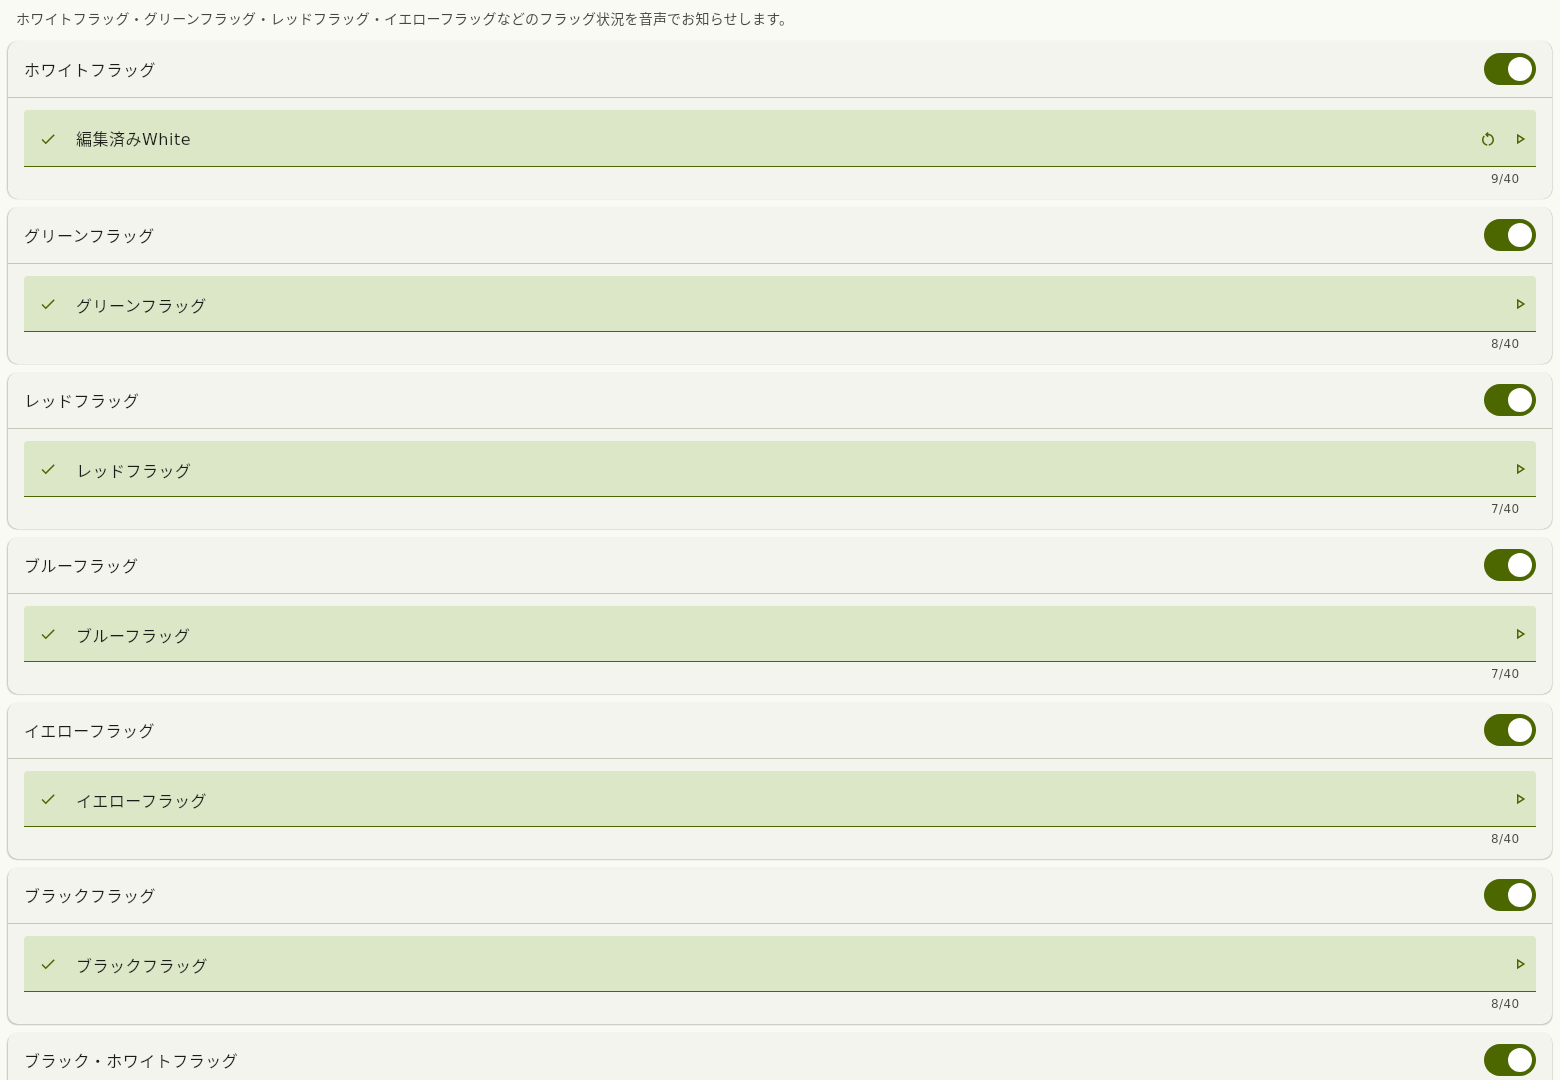 ホワイトフラッグ・グリーンフラッグ・レッドフラッグ・イエローフラッグなどのフラッグ状況を音声でお知らせします。
ホワイトフラッグ
編集済みWhite
9/40
グリーンフラッグ
グリーンフラッグ
8/40
レッドフラッグ
レッドフラッグ
7/40
ブルーフラッグ
ブルーフラッグ
7/40
イエローフラッグ
イエローフラッグ
8/40
ブラックフラッグ
ブラックフラッグ
8/40
ブラック・ホワイトフラッグ